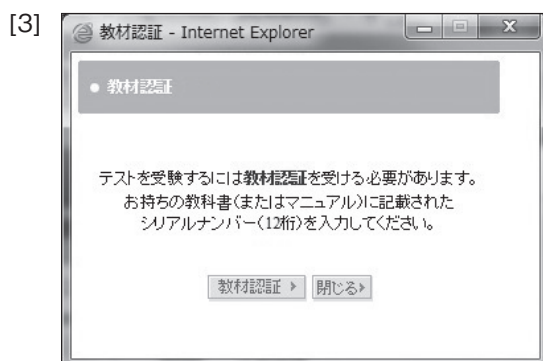 [3]
教材認証 - Internet Explorer
● 教材認証
テストを受験するには教材認証を受ける必要があります。
お持ちの教科書(またはマニュアル)に記載された
シリアルナンバー(12桁)を入力してください。
教材認証 閉じる